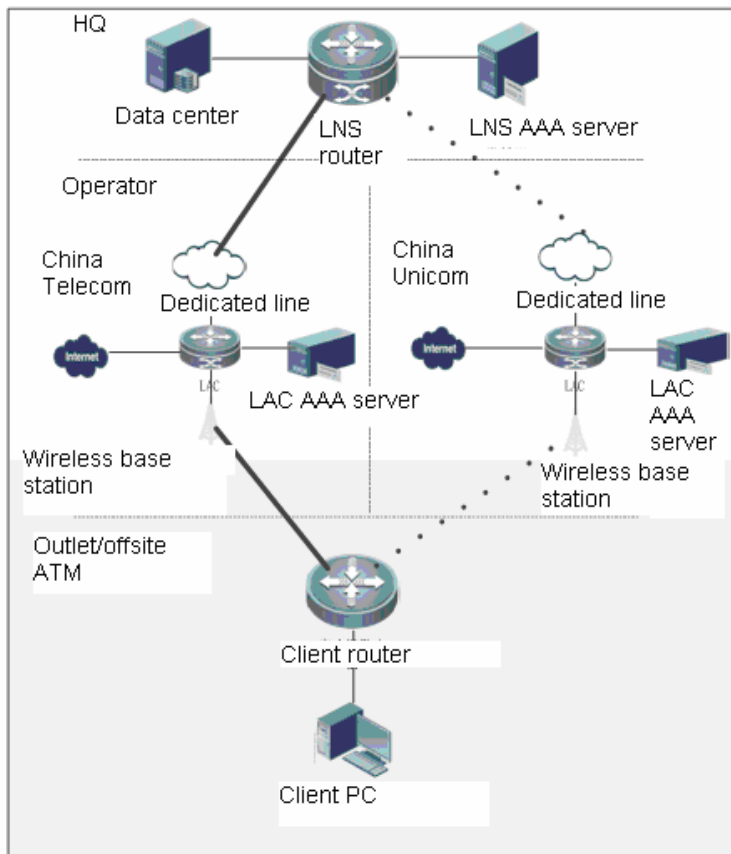 HQ
Data center
LNS
router
LNS AAA server
Operator
China
Telecom
Dedicated line
Internet
LAC
LAC AAA server
Wireless base
station
China
Unicom
Dedicated line
Internet
LAC
LAC
AAA
server
Wireless base
station
Outlet/offsite
ATM
Client router
Client PC